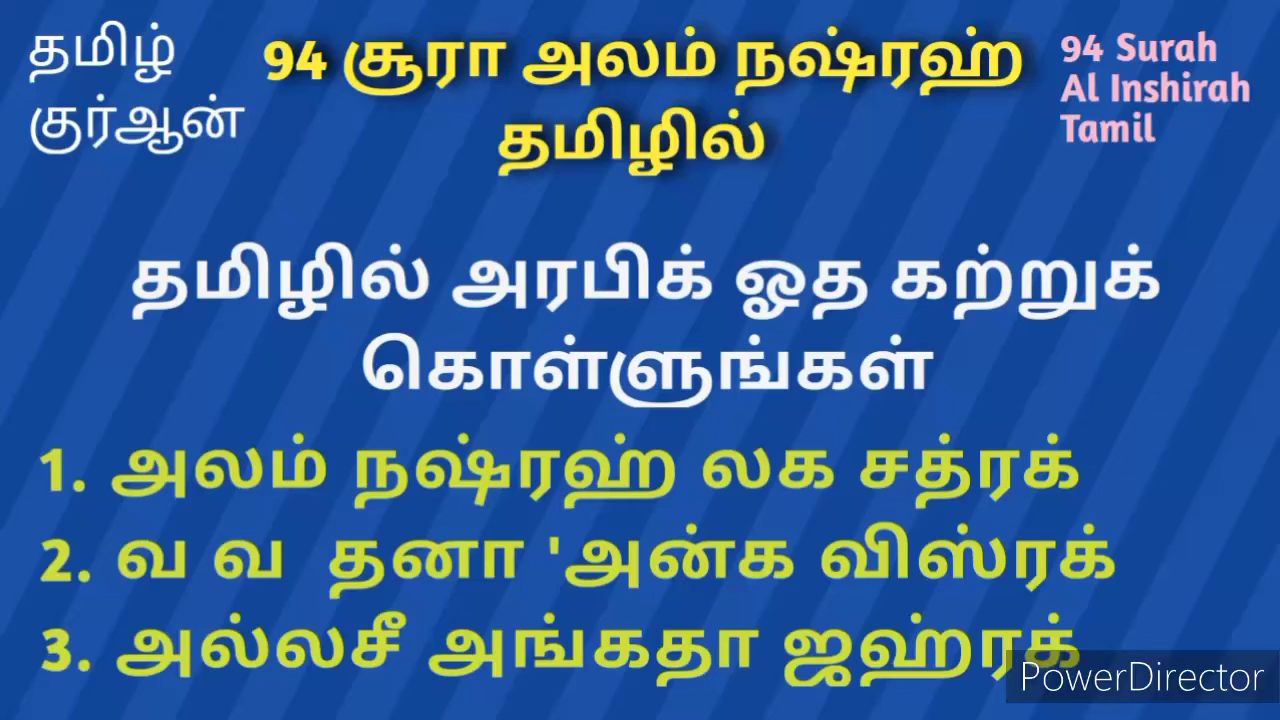 தமிழ்
குர்ஆன்
94 சூரா அலம் நஷ்ரஹ்
தமிழில்
94 Surah
Al Inshirah
Tamil
தமிழில் அரபிக் ஓத கற்றுக்
கொள்ளுங்கள்
1. அலம் நஷ்ரஹ் லக சத்ரக்
2. வ வ தனா 'அன்க விஸ்ரக்
3. அல்லசீ அங்கதா ஜஹ்ரக்
PowerDirector